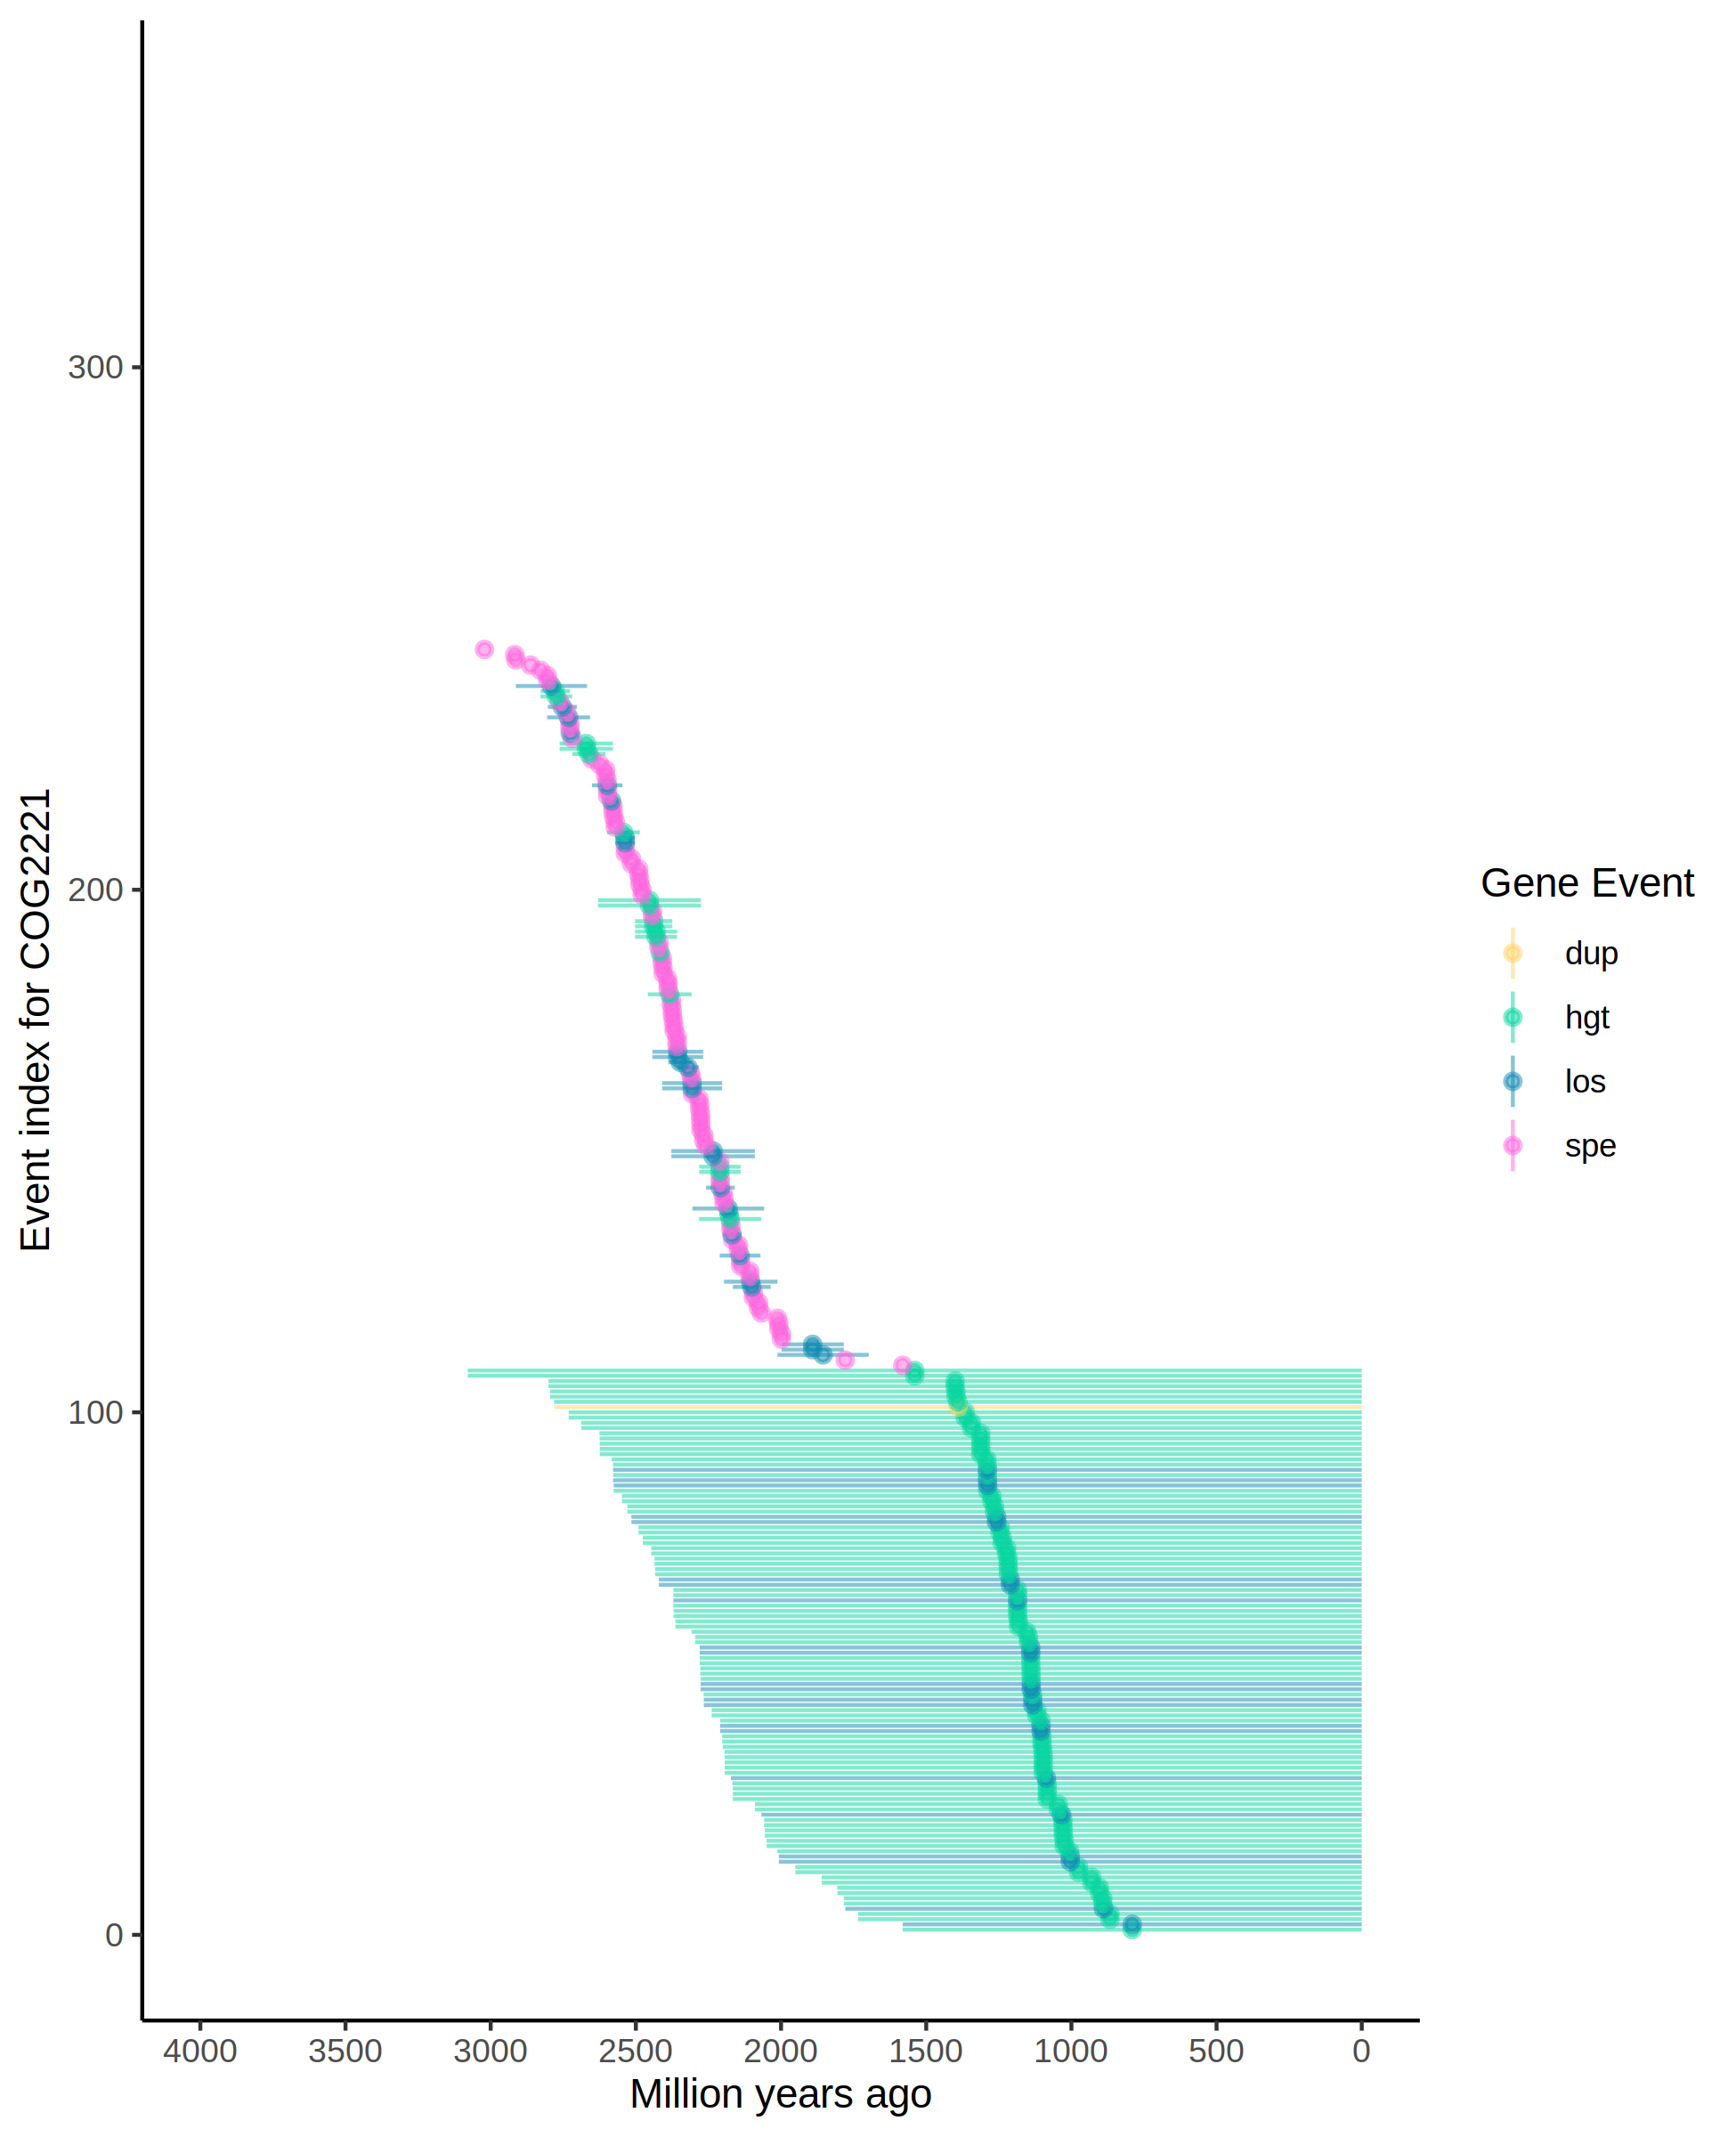 300
200
100
0
Event index for COG2221
4000 3500 3000 2500 2000 1500 1000 500 0
Million years ago
Gene Event
dup
hgt
los
spe